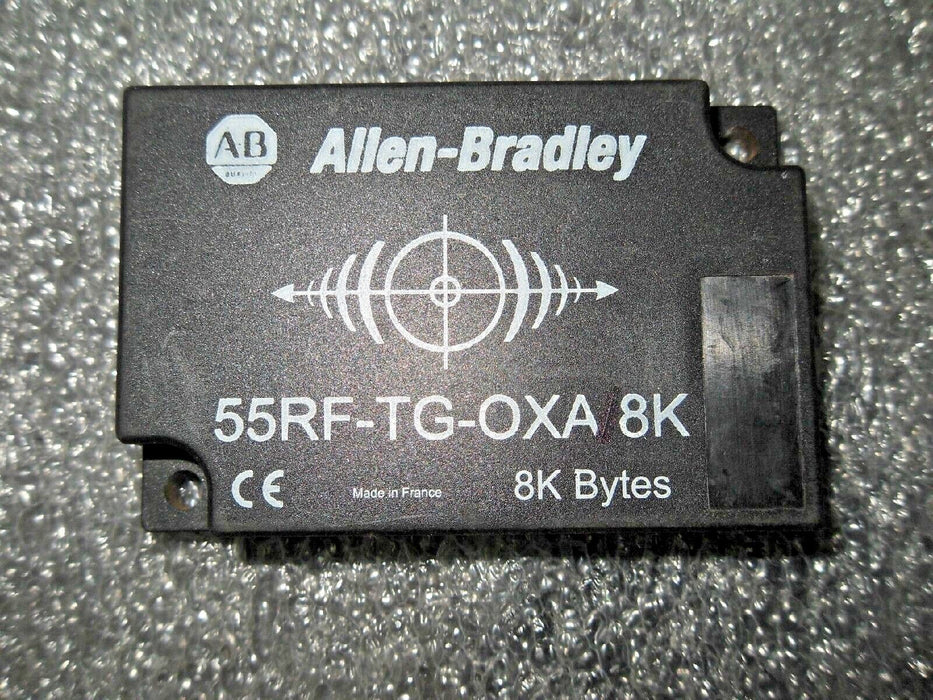 AB
Allen-Bradley
55RF-TG-OXA/8K
CE
Made in France
8K Bytes